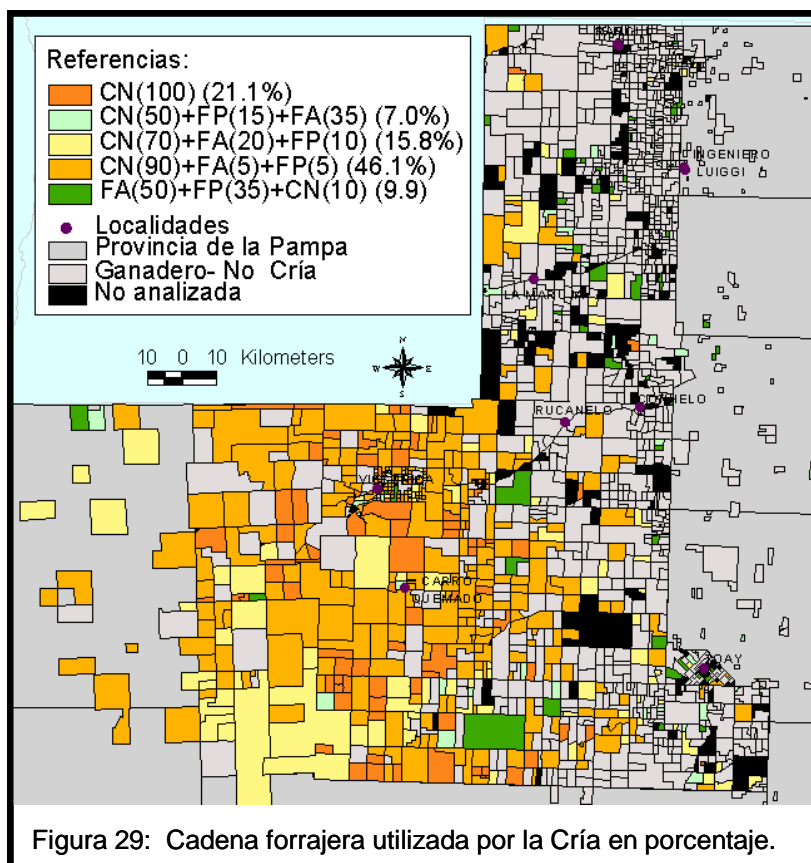 Referencias:
CN(100) (21.1%)
CN(50)+FP(15)+FA(35) (7.0%)
CN(70)+FA(20)+FP(10) (15.8%)
CN(90)+FA(5)+FP(5) (46.1%)
FA(50)+FP(35)+CN(10) (9.9)
Localidades
Provincia de la Pampa
Ganadero- No Cría
No analizada
10 0 10 Kilometers
N
W E
S
INGENIERO
LUIGGI
RUCANELO
CARRO
QUEMADO
Figura 29: Cadena forrajera utilizada por la Cría en porcentaje.